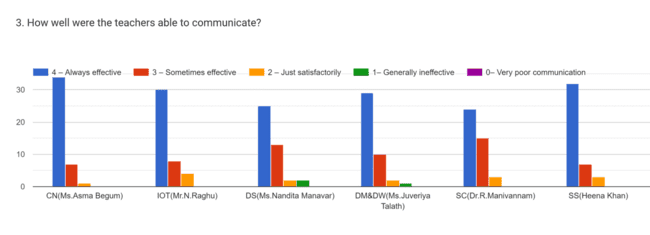 3. How well were the teachers able to communicate?
4 – Always effective 3 – Sometimes effective 2 – Just satisfactorily 1– Generally ineffective 0– Very poor communication
30
20
10
0
CN(Ms.Asma Begum) IOT(Mr.N.Raghu) DS(Ms.Nandita Manavar) DM&DW(Ms.Juveriya SC(Dr.R.Manivannam) SS(Heena Khan)
Talath)